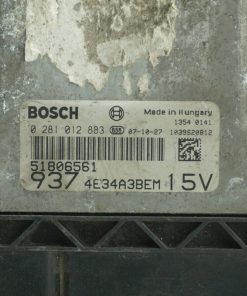 BOSCH Made in Hungary
1354 0141
0 281 012 883 07-10-27 1039S20812
51806561
937 4E34A3BEM 15V